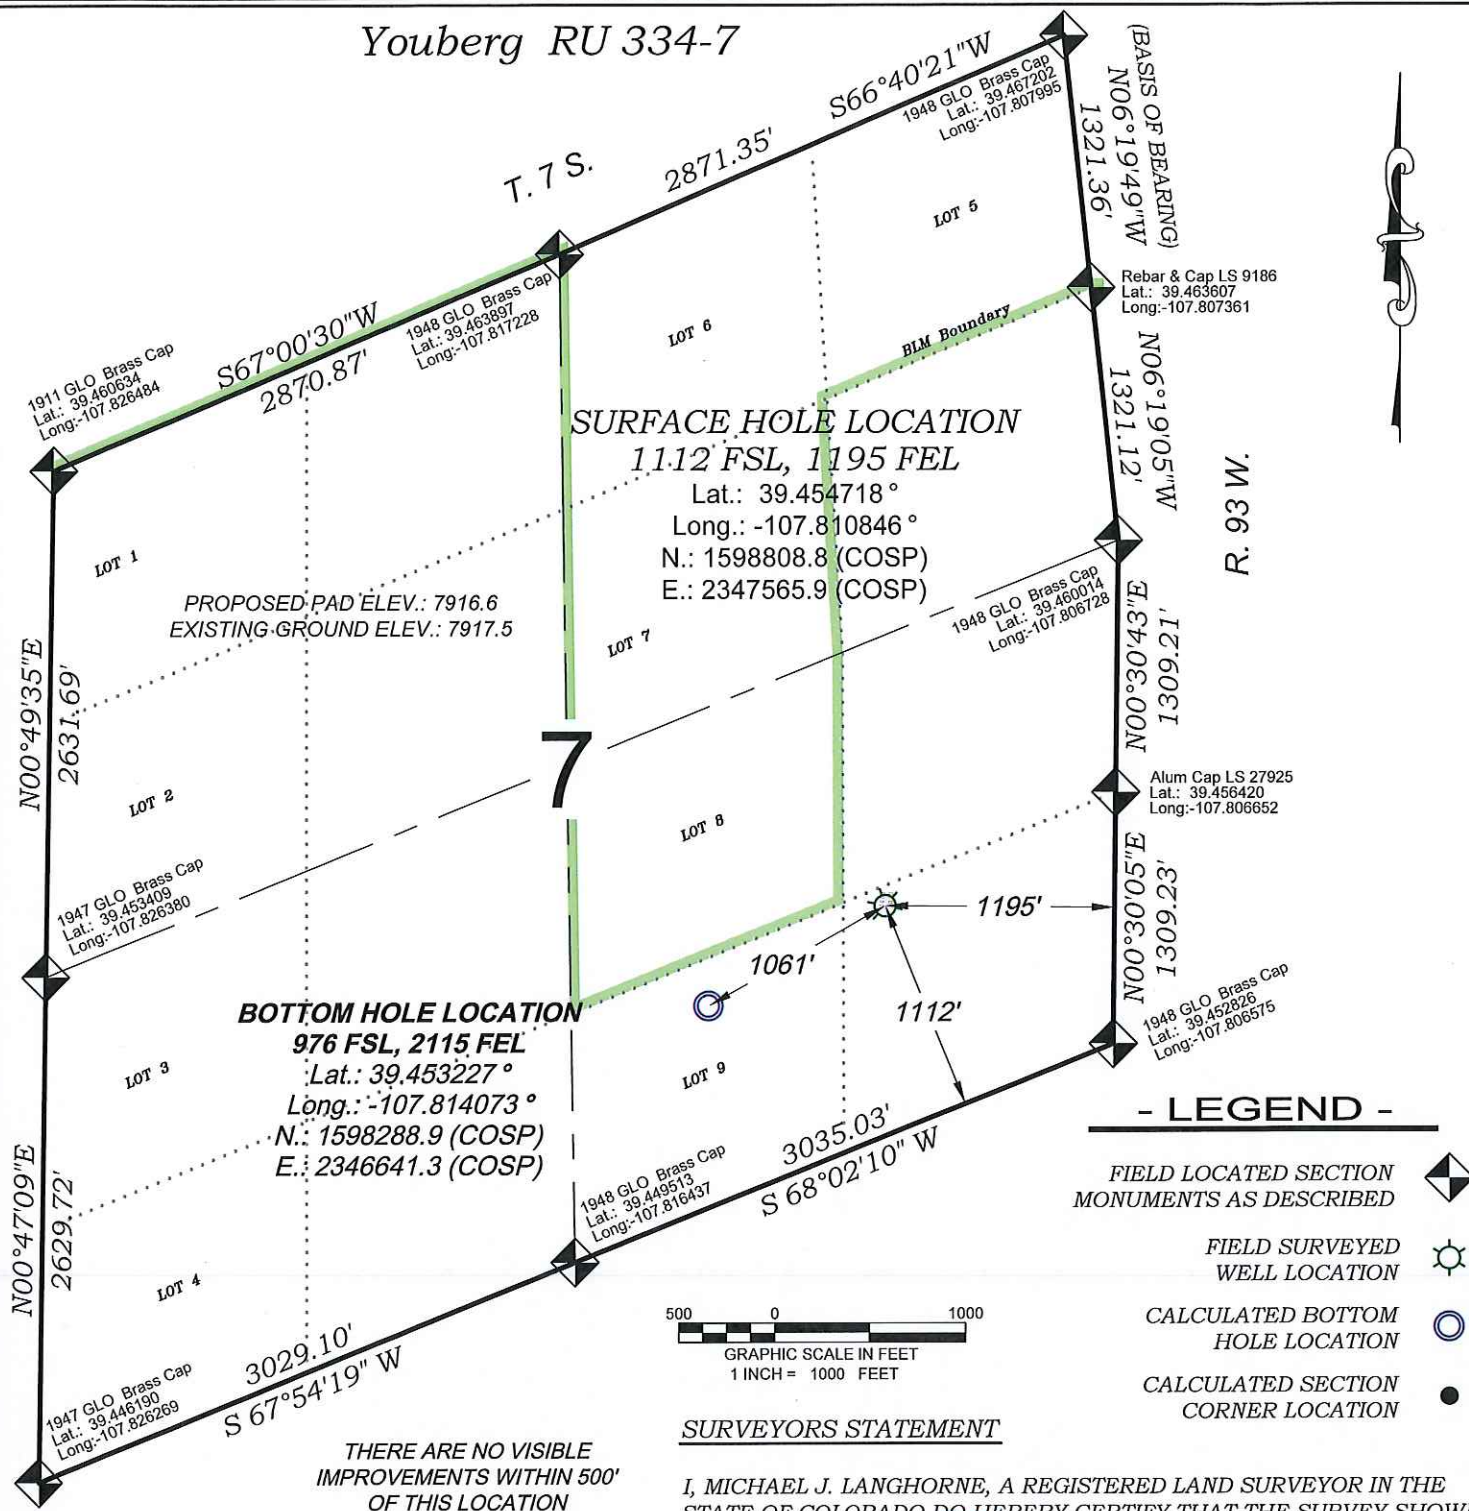 Youberg RU 334-7
T. 7 S.
2871.35'
S66°40'21"W
1948 GLO Brass Cap
Lat.: 39.467202
Long:-107.807995
(BASIS OF BEARING)
N06°19'49"W
1321.36'
LOT 5
Rebar & Cap LS 9186
Lat.: 39.463607
Long:-107.807361
1911 GLO Brass Cap
Lat.: 39.460634
Long:-107.826484
S67°00'30"W
2870.87'
1948 GLO Brass Cap
Lat.: 39.463897
Long:-107.817228
LOT 6
BLM Boundary
N06°19'05"W
1321.12'
R. 93 W.
SURFACE HOLE LOCATION
1112 FSL, 1195 FEL
Lat.: 39.454718°
Long.: -107.810846°
N.: 1598808.8 (COSP)
E.: 2347565.9 (COSP)
LOT 1
PROPOSED PAD ELEV.: 7916.6
EXISTING GROUND ELEV.: 7917.5
LOT 7
1948 GLO Brass Cap
Lat.: 39.460014
Long:-107.806728
N00°30'43"E
1309.21'
N00°49'35"E
2631.69'
7
LOT 2
LOT 8
Alum Cap LS 27925
Lat.: 39.456420
Long:-107.806652
1947 GLO Brass Cap
Lat.: 39.453409
Long:-107.826380
1195'
N00°30'50"E
1309.23'
1061'
1112'
BOTTOM HOLE LOCATION
976 FSL, 2115 FEL
Lat.: 39.453227°
Long.: -107.814073°
N.: 1598288.9 (COSP)
E.: 2346641.3 (COSP)
1948 GLO Brass Cap
Lat.: 39.452826
Long:-107.806575
LOT 3
LOT 9
N00°47'09"E
2629.72'
LOT 4
1948 GLO Brass Cap
Lat.: 39.449513
Long:-107.816437
3035.03'
S 68°02'10" W
- LEGEND -
FIELD LOCATED SECTION
MONUMENTS AS DESCRIBED
FIELD SURVEYED
WELL LOCATION
CALCULATED BOTTOM
HOLE LOCATION
CALCULATED SECTION
CORNER LOCATION
500 0 1000
GRAPHIC SCALE IN FEET
1 INCH = 1000 FEET
1947 GLO Brass Cap
Lat.: 39.446190
Long:-107.826269
3029.10'
S 67°54'19" W
THERE ARE NO VISIBLE
IMPROVEMENTS WITHIN 500'
OF THIS LOCATION
SURVEYORS STATEMENT
I, MICHAEL J. LANGHORNE, A REGISTERED LAND SURVEYOR IN THE
STATE OF COLORADO DO HEREBY CERTIFY THAT THE SURVEY SHOW